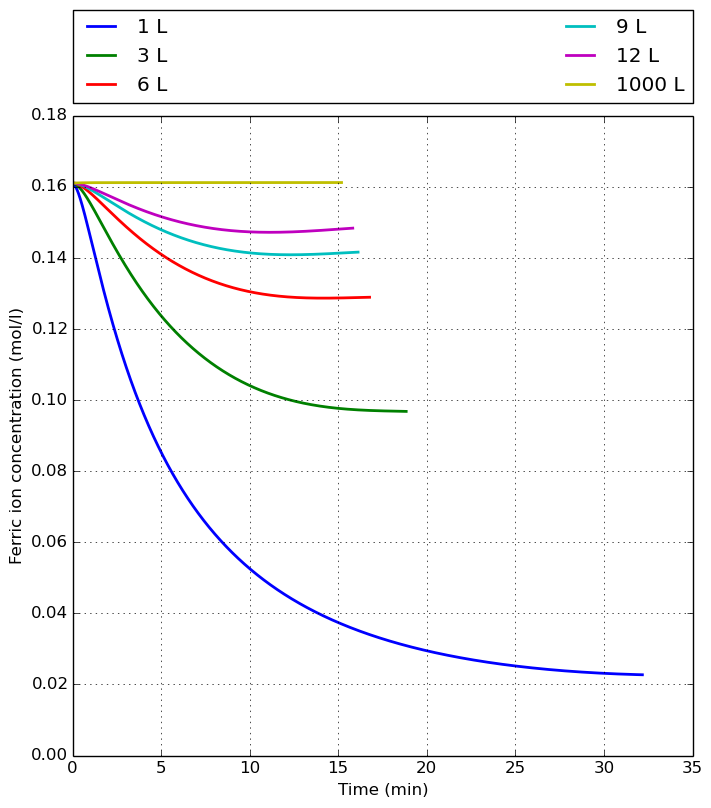 1 L
3 L
6 L
9 L
12 L
1000 L
0.18
0.16
0.14
0.12
0.10
0.08
0.06
0.04
0.02
0.00
Ferric ion concentration (mol/l)
0 5 10 15 20 25 30 35
Time (min)